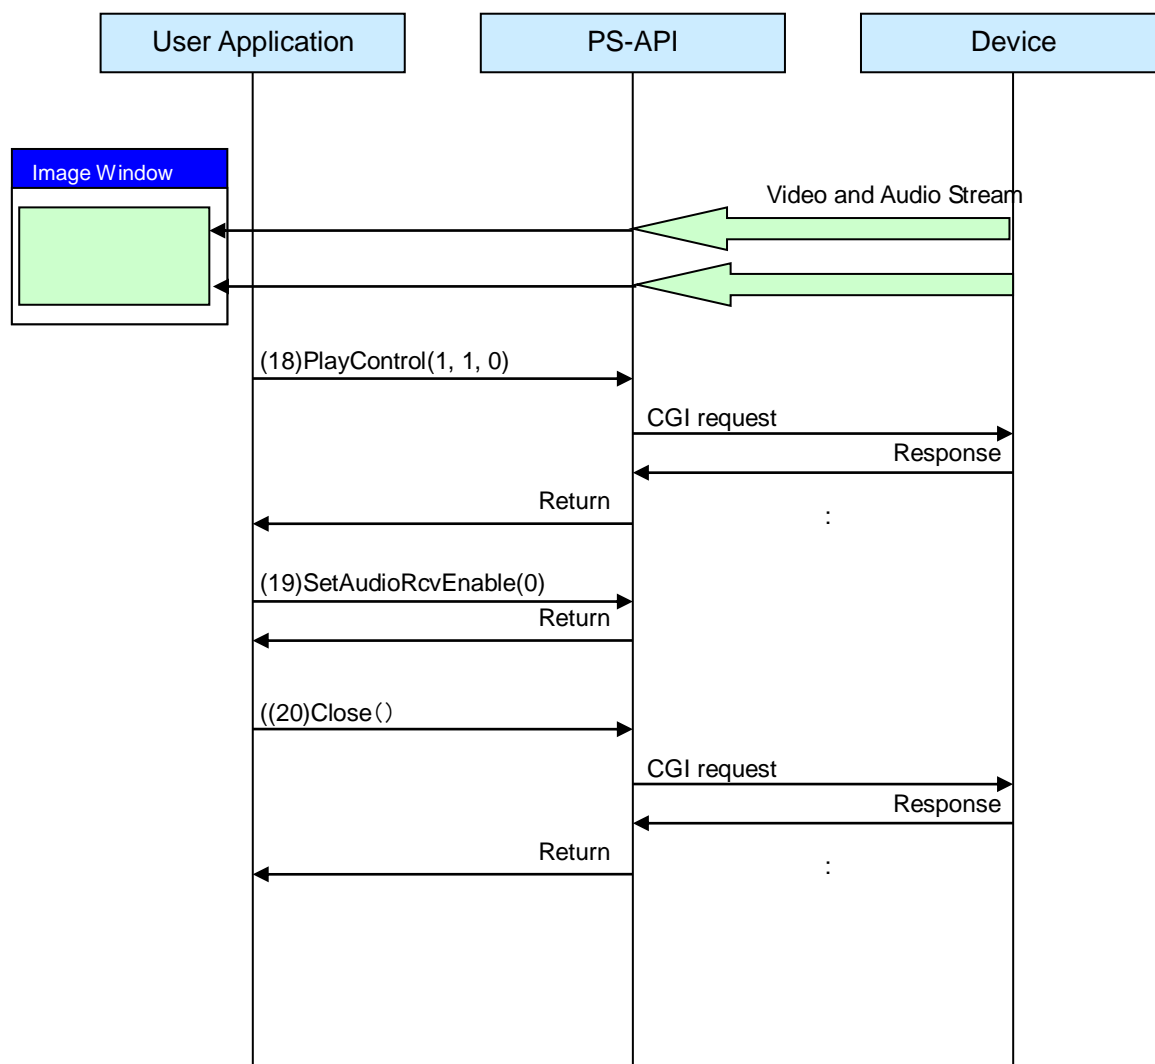 User Application
PS-API
Device
Image Window
Video and Audio Stream
(18)PlayControl(1, 1, 0)
CGI request
Response
Return
:
(19)SetAudioRcvEnable(0)
Return
((20)Close（）
CGI request
Response
Return
: